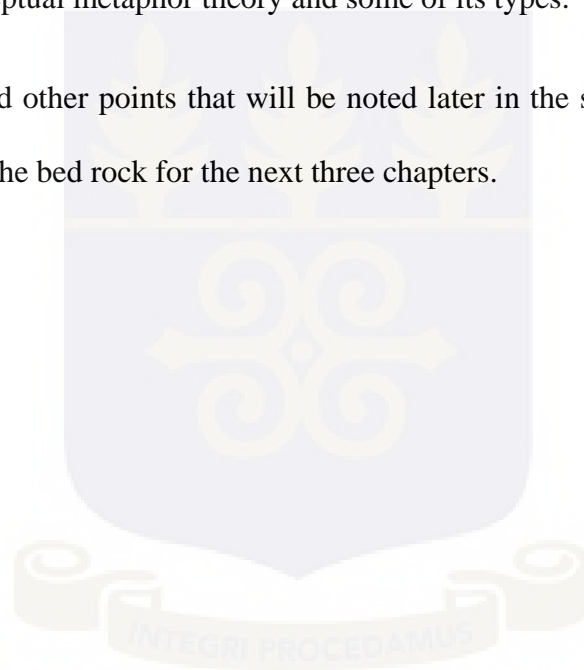 eptual metaphor theory and some of its types.
d other points that will be noted later in the s
he bed rock for the next three chapters.
INTEGRI PROCEDAMUS